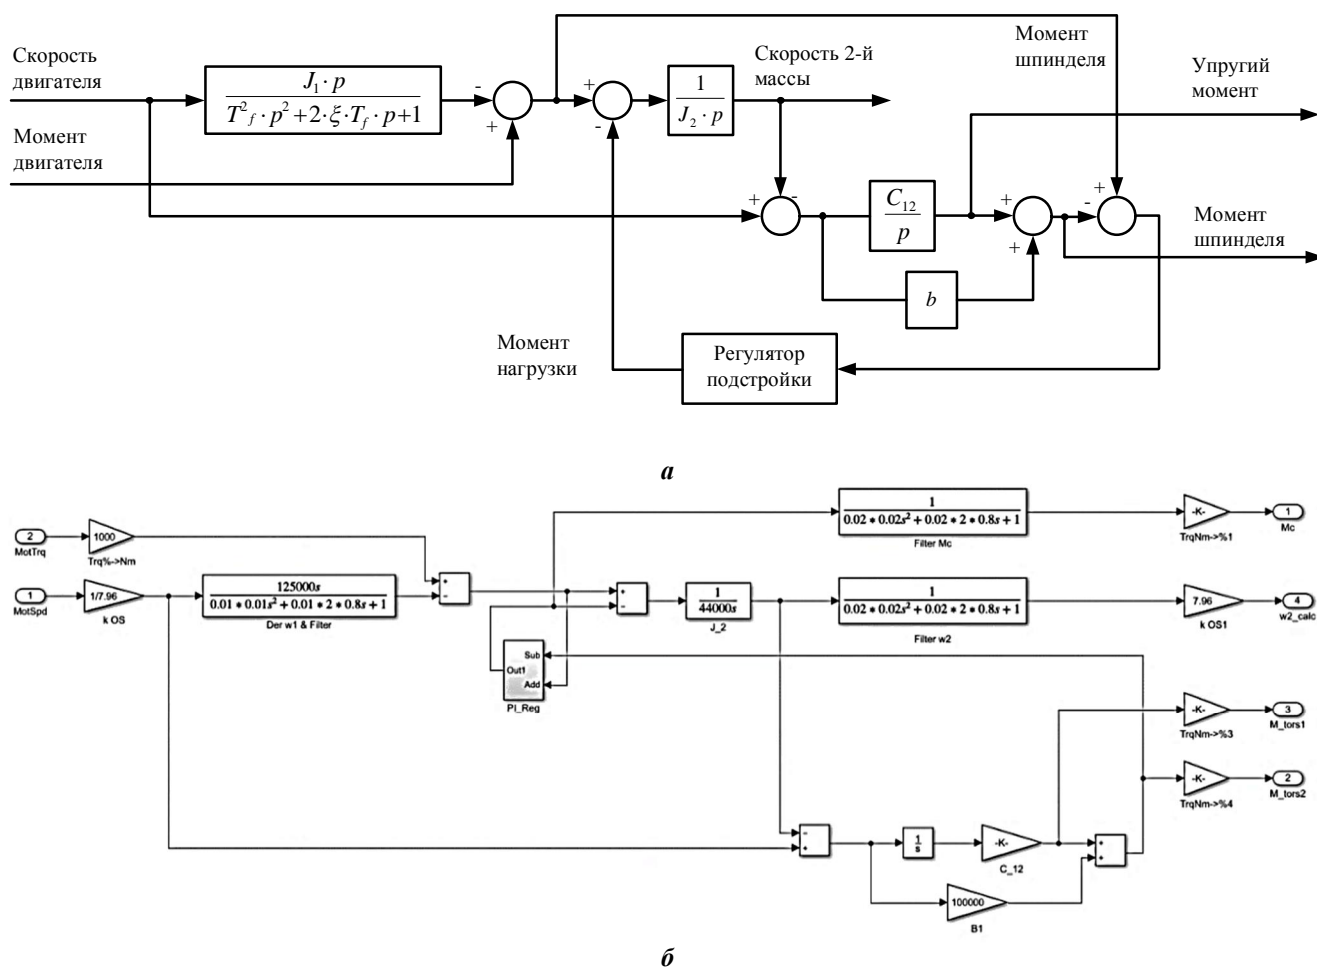 Скорость
двигателя
J₁ · p
T²f · p² + 2 · ξ · Tf · p + 1
Момент
двигателя
-
+
+
-
1
J₂ · p
Скорость 2-й
массы
Момент
шпинделя
Упругий
момент
+
-
C₁₂
p
+
+
b
+
-
Момент
шпинделя
Момент
нагрузки
Регулятор
подстройки
а
2
MotTrq
1000
Trq%->Nm
1
MotSpd
1/7.96
k OS
125000s
0.01 * 0.01s² + 0.01 * 2 * 0.8s + 1
Der w1 & Filter
+
-
+
-
Sub
Out1
Add
PI_Reg
1
44000s
J_2
1
0.02 * 0.02s² + 0.02 * 2 * 0.8s + 1
Filter Mc
-K-
TrqNm->%1
1
Mc
1
0.02 * 0.02s² + 0.02 * 2 * 0.8s + 1
Filter w2
7.96
k OS1
4
w2_calc
-K-
TrqNm->%3
3
M_tors1
-K-
TrqNm->%4
2
M_tors2
-
+
1
s
-K-
C_12
+
+
100000
B1
б